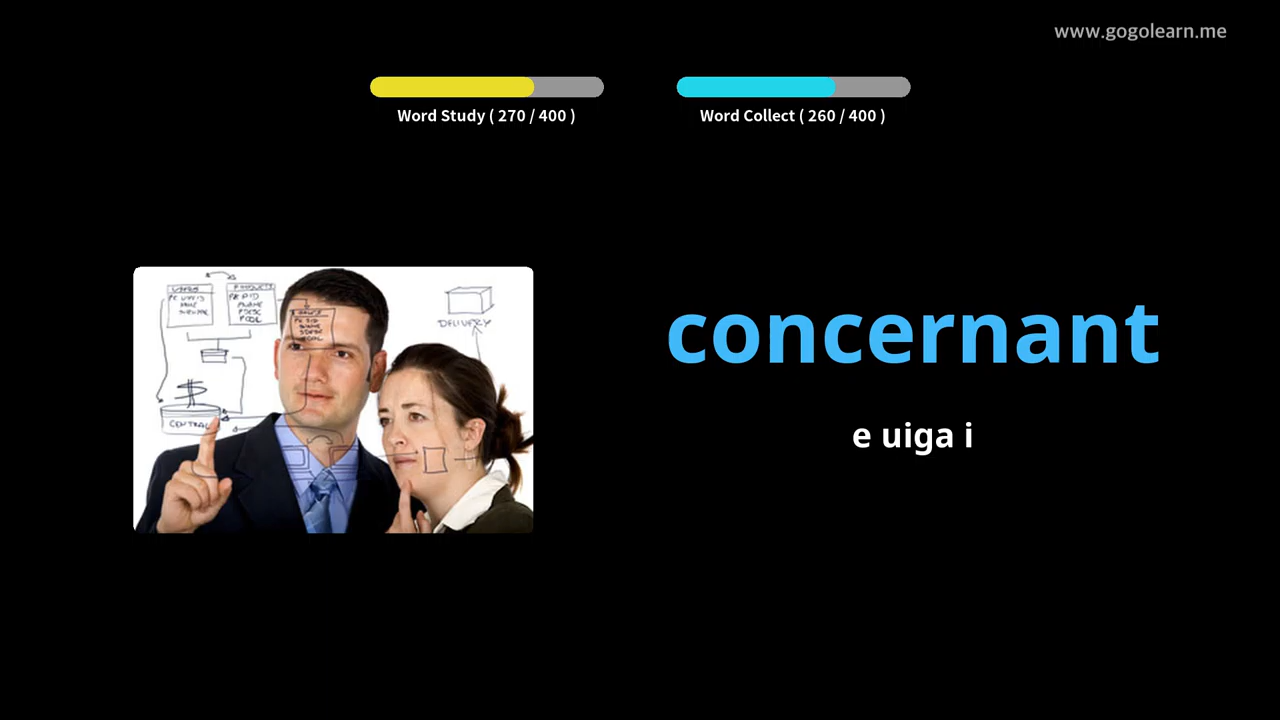 www.gogolearn.me
Word Study ( 270 / 400 )
Word Collect ( 260 / 400 )
concernant
e uiga i
DELIVERY
CENTRAL